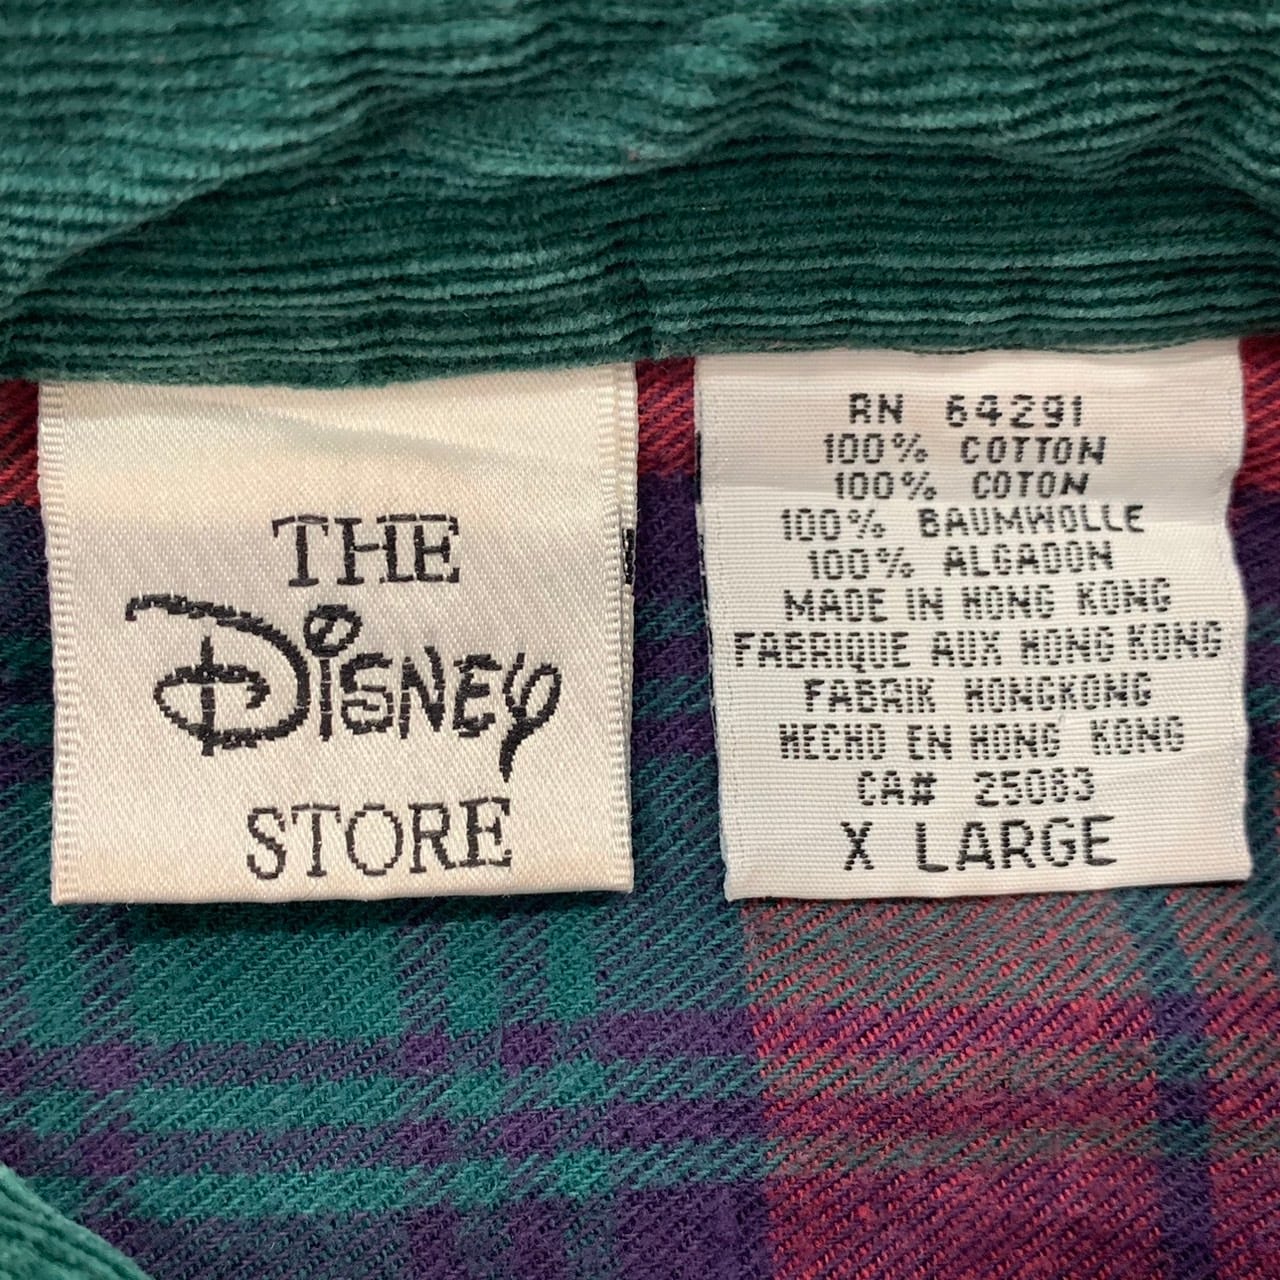 THE
Disney
STORE
RN 64291
100% COTTON
100% COTON
100% BAUMWOLLE
100% ALGADON
MADE IN HONG KONG
FABRIQUE AUX HONG KONG
FABRIK HONGKONG
HECHO EN HONG KONG
CA# 25083
X LARGE